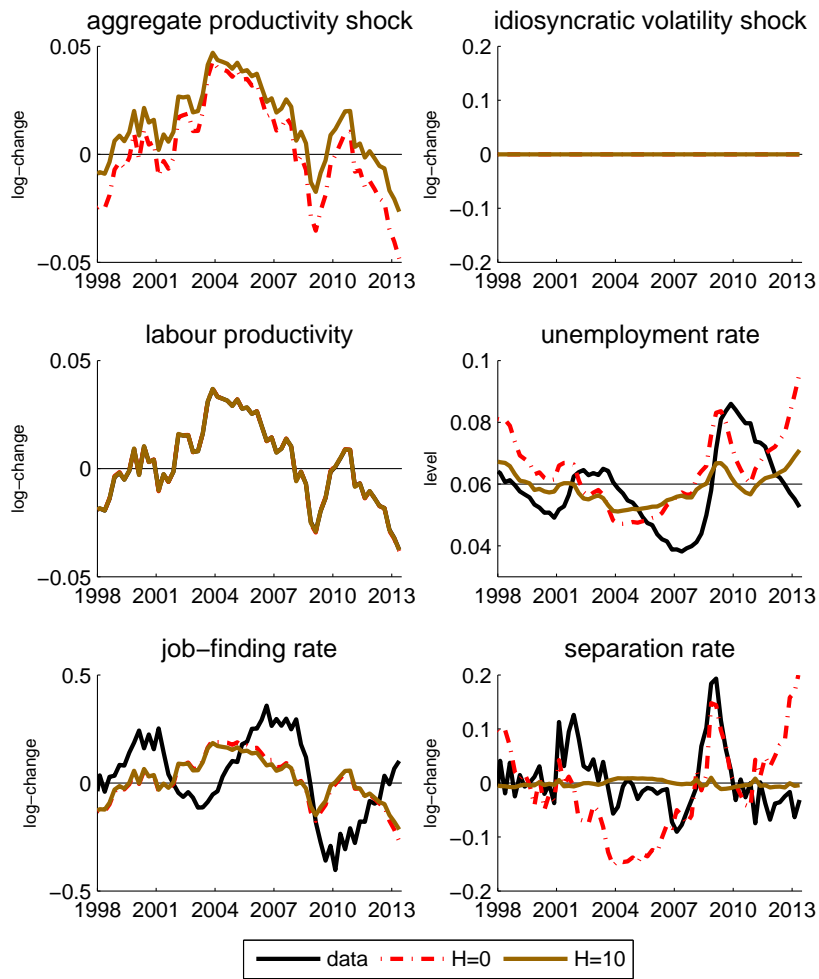 aggregate productivity shock
idiosyncratic volatility shock
0.05
0
−0.05
log−change
1998 2001 2004 2007 2010 2013
0.2
0.1
0
−0.1
−0.2
log−change
1998 2001 2004 2007 2010 2013
labour productivity
unemployment rate
0.05
0
−0.05
log−change
1998 2001 2004 2007 2010 2013
0.1
0.08
0.06
0.04
level
1998 2001 2004 2007 2010 2013
job−finding rate
separation rate
0.5
0
−0.5
log−change
1998 2001 2004 2007 2010 2013
0.2
0.1
0
−0.1
−0.2
log−change
1998 2001 2004 2007 2010 2013
data H=0 H=10